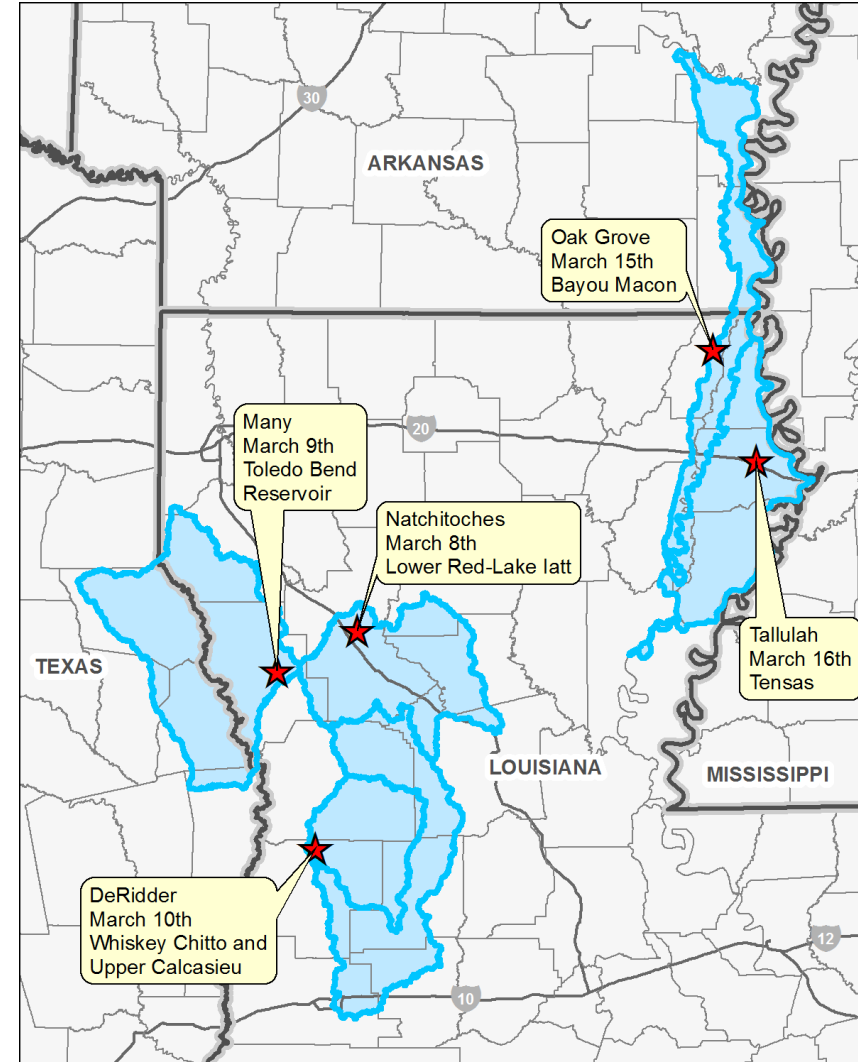 30
ARKANSAS
Oak Grove
March 15th
Bayou Macon
20
Many
March 9th
Toledo Bend
Reservoir
Natchitoches
March 8th
Lower Red-Lake Iatt
TEXAS
Tallulah
March 16th
Tensas
LOUISIANA
MISSISSIPPI
DeRidder
March 10th
Whiskey Chitto and
Upper Calcasieu
12
10